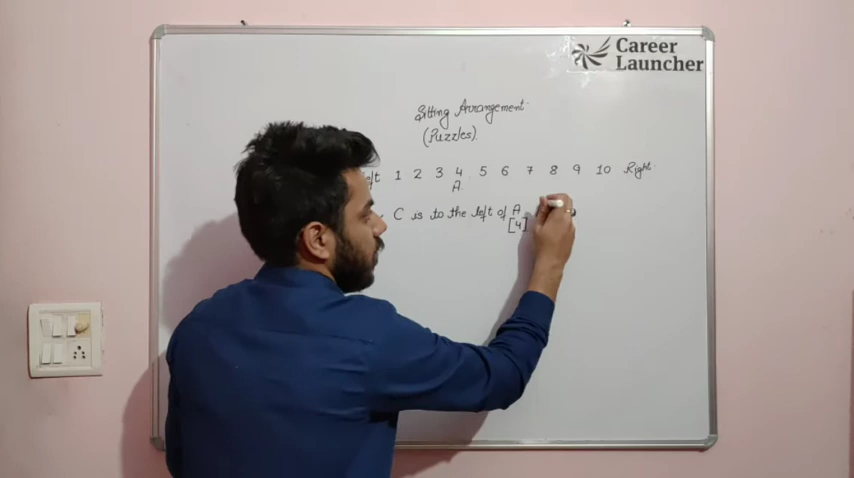 Career
Launcher
Sitting Arrangement
(Puzzles).
1 2 3 4 5 6 7 8 9 10 Right
A
C is to the left of A
[4]